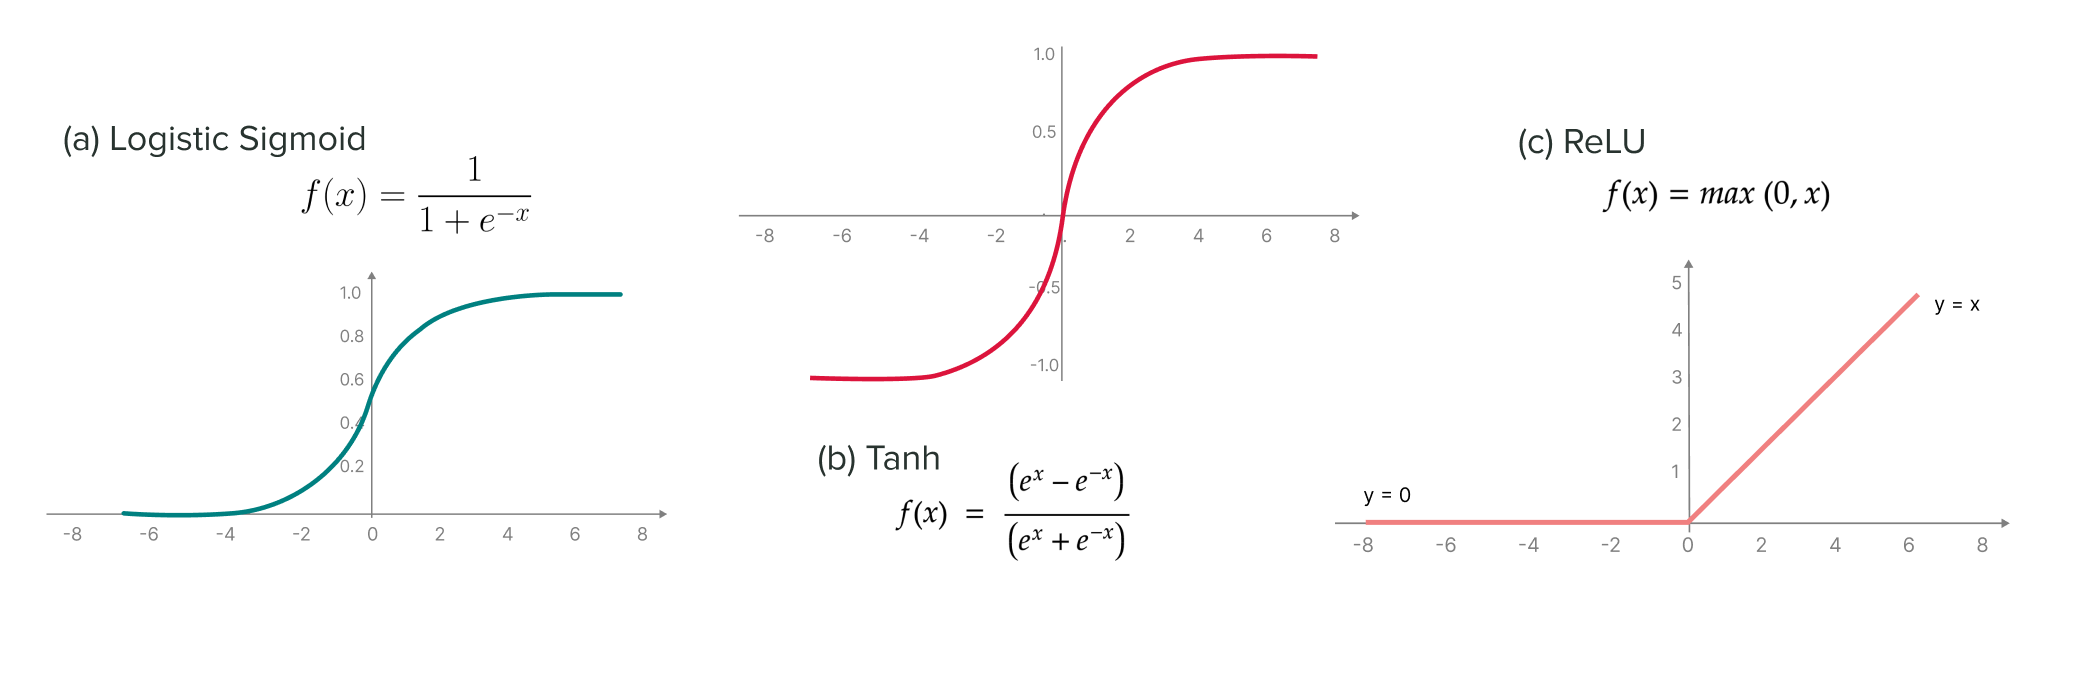 (a) Logistic Sigmoid
f(x) = 1 / (1 + e^{-x})
1.0
0.8
0.6
0.4
0.2
-8 -6 -4 -2 0 2 4 6 8
1.0
0.5
-8 -6 -4 -2 2 4 6 8
-0.5
-1.0
(b) Tanh
f(x) = (e^x − e^{−x}) / (e^x + e^{−x})
(c) ReLU
f(x) = max (0, x)
5
4
3
2
1
y = x
y = 0
-8 -6 -4 -2 0 2 4 6 8